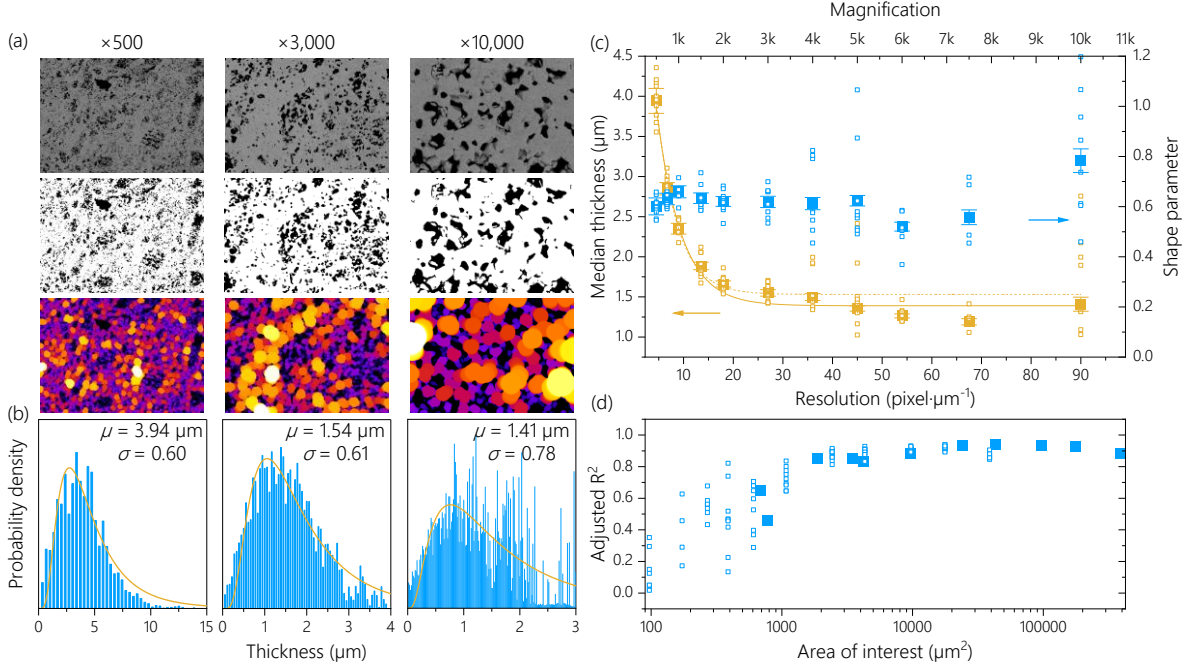 Magnification
(a)
×500
×3,000
×10,000
(c)
1k 2k 3k 4k 5k 6k 7k 8k 9k 10k 11k
4.5
4.0
3.5
3.0
2.5
2.0
1.5
1.0
Median thickness (µm)
1.2
1.0
0.8
0.6
0.4
0.2
0.0
Shape parameter
10 20 30 40 50 60 70 80 90
Resolution (pixel·µm⁻¹)
(b)
Probability density
µ = 3.94 µm
σ = 0.60
µ = 1.54 µm
σ = 0.61
µ = 1.41 µm
σ = 0.78
0 5 10 15
0 1 2 3 4
0 1 2 3
Thickness (µm)
(d)
1.0
0.8
0.6
0.4
0.2
0.0
Adjusted R²
100 1000 10000 100000
Area of interest (µm²)